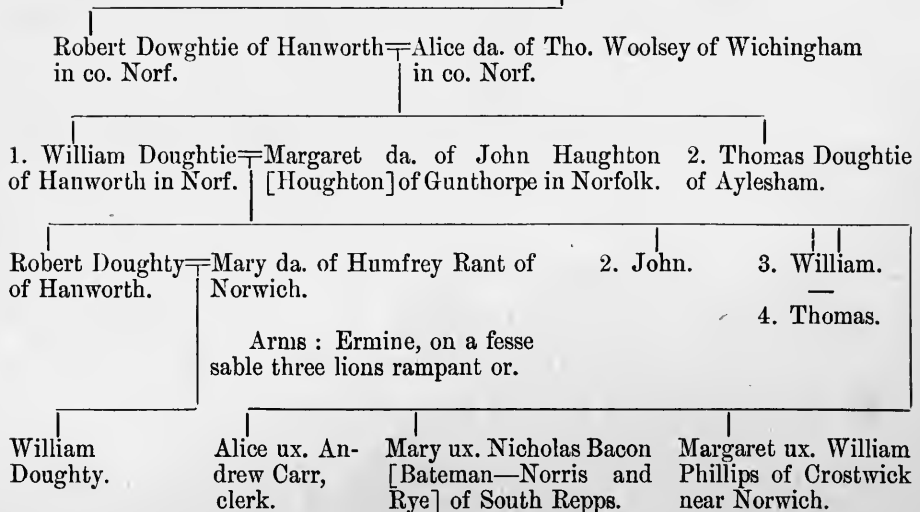 Robert Dowghtie of Hanworth=Alice da. of Tho. Woolsey of Wichingham
in co. Norf. in co. Norf.
1. William Doughtie=Margaret da. of John Haughton 2. Thomas Doughtie
of Hanworth in Norf. [Houghton] of Gunthorpe in Norfolk. of Aylesham.
Robert Doughty=Mary da. of Humfrey Rant of 2. John. 3. William.
of Hanworth. Norwich. —
4. Thomas.
Arms : Ermine, on a fesse
sable three lions rampant or.
William Alice ux. An- Mary ux. Nicholas Bacon Margaret ux. William
Doughty. drew Carr, [Bateman—Norris and Phillips of Crostwick
clerk. Rye] of South Repps. near Norwich.